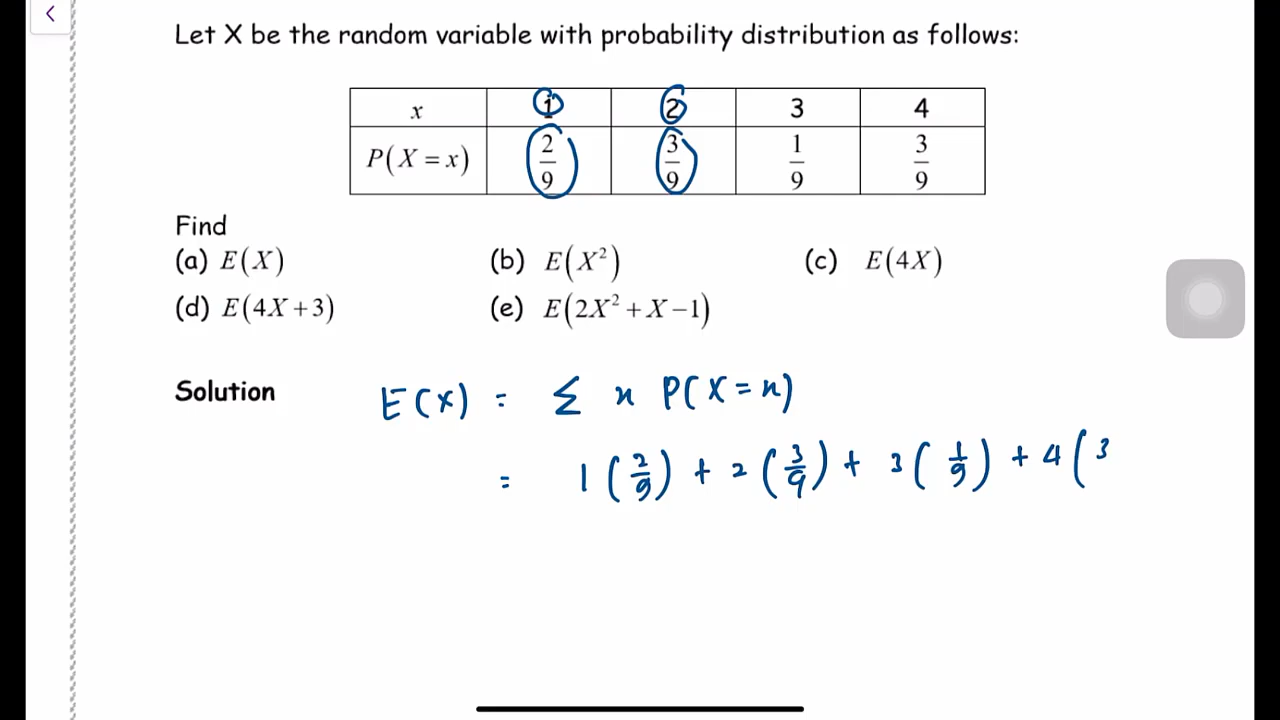 Let X be the random variable with probability distribution as follows:
x 1 2 3 4
P(X = x) 2/9 3/9 1/9 3/9
Find
(a) E(X) (b) E(X²) (c) E(4X)
(d) E(4X + 3) (e) E(2X² + X − 1)
Solution E(X) = Σ x P(X = x)
= 1(2/9) + 2(3/9) + 3(1/9) + 4(3